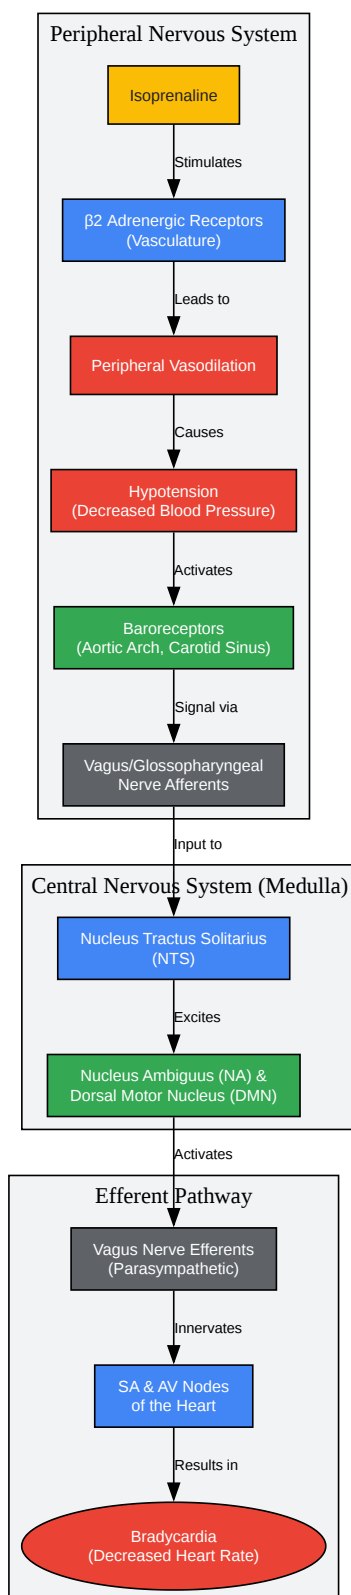 Peripheral Nervous System
Isoprenaline
Stimulates
β2 Adrenergic Receptors
(Vasculature)
Leads to
Peripheral Vasodilation
Causes
Hypotension
(Decreased Blood Pressure)
Activates
Baroreceptors
(Aortic Arch, Carotid Sinus)
Signal via
Vagus/Glossopharyngeal
Nerve Afferents
Input to
Central Nervous System (Medulla)
Nucleus Tractus Solitarius
(NTS)
Excites
Nucleus Ambiguus (NA) &
Dorsal Motor Nucleus (DMN)
Activates
Efferent Pathway
Vagus Nerve Efferents
(Parasympathetic)
Innervates
SA & AV Nodes
of the Heart
Results in
Bradycardia
(Decreased Heart Rate)